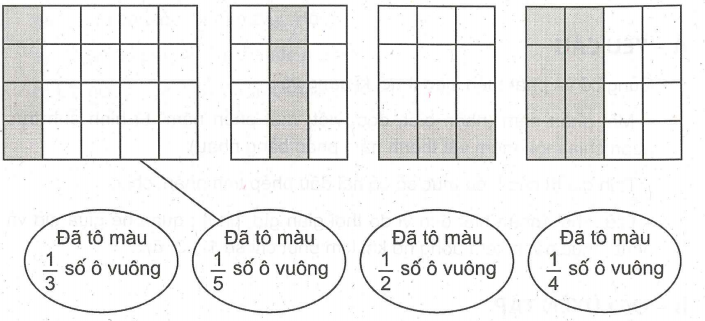 Đã tô màu
1/3 số ô vuông
Đã tô màu
1/5 số ô vuông
Đã tô màu
1/2 số ô vuông
Đã tô màu
1/4 số ô vuông